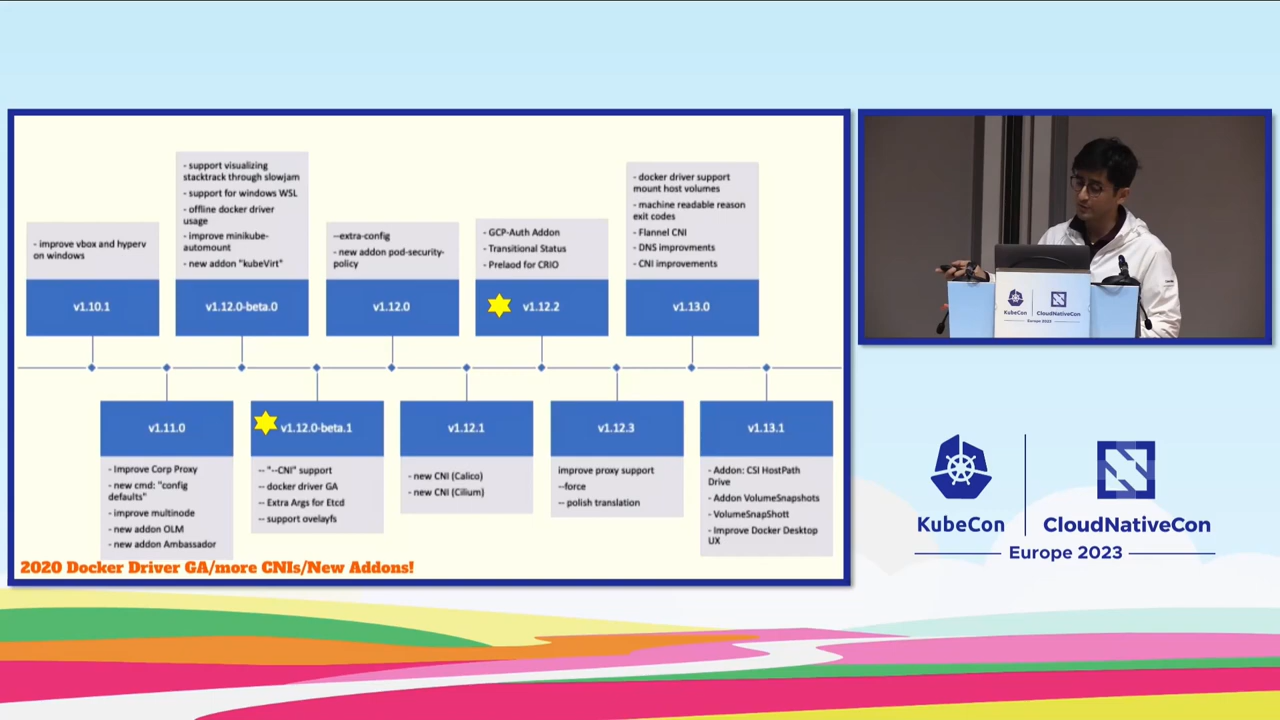 - improve vbox and hyperv
on windows
v1.10.1
- support visualizing
stacktrack through slowjam
- support for windows WSL
- offline docker driver
usage
- improve minikube-
automount
- new addon "kubeVirt"
v1.12.0-beta.0
--extra-config
- new addon pod-security-
policy
v1.12.0
- GCP-Auth Addon
- Transitional Status
- Prelaod for CRIO
v1.12.2
- docker driver support
mount host volumes
- machine readable reason
exit codes
- Flannel CNI
- DNS improvments
- CNI improvements
v1.13.0
v1.11.0
- Improve Corp Proxy
- new cmd: "config
defaults"
- improve multinode
- new addon OLM
- new addon Ambassador
v1.12.0-beta.1
-- "--CNI" support
-- docker driver GA
-- Extra Args for Etcd
-- support ovelayfs
v1.12.1
- new CNI (Calico)
- new CNI (Cilium)
v1.12.3
improve proxy support
--force
-- polish translation
v1.13.1
- Addon: CSI HostPath
Drive
- Addon VolumeSnapshots
- VolumeSnapShott
- Improve Docker Desktop
UX
2020 Docker Driver GA/more CNIs/New Addons!
KubeCon
CloudNativeCon
Europe 2023
KubeCon
CloudNativeCon
Europe 2023